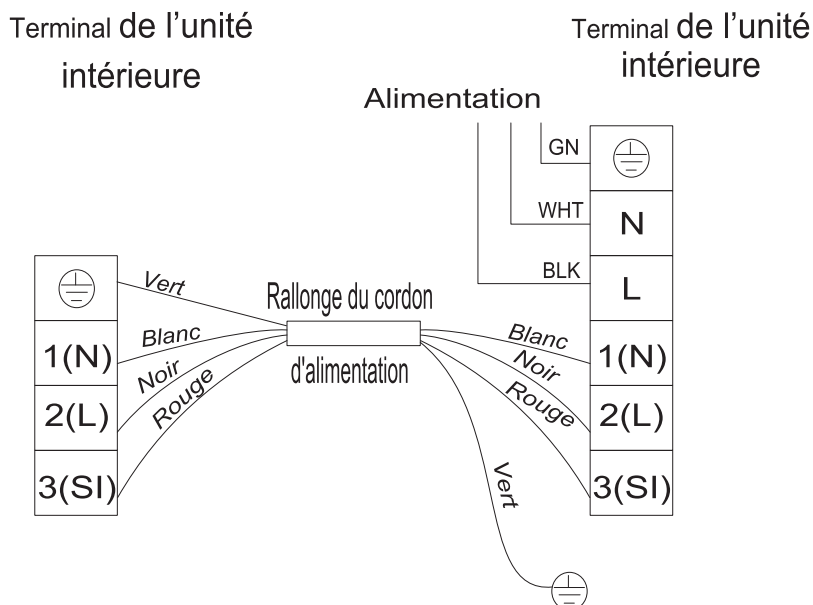 Terminal de l'unité
intérieure
Terminal de l'unité
intérieure
Alimentation
GN
WHT
N
BLK
L
Vert
Blanc
Noir
Rouge
1(N)
2(L)
3(SI)
Rallonge du cordon
d'alimentation
Blanc
Noir
Rouge
Vert
1(N)
2(L)
3(SI)